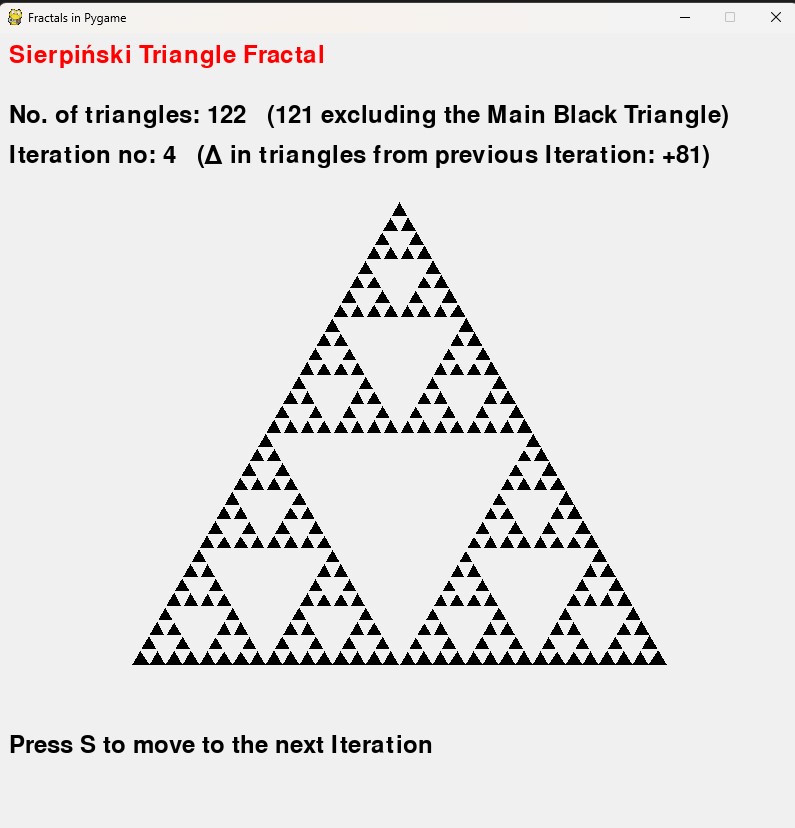 Fractals in Pygame
Sierpiński Triangle Fractal
No. of triangles: 122   (121 excluding the Main Black Triangle)
Iteration no: 4   (Δ in triangles from previous Iteration: +81)
Press S to move to the next Iteration